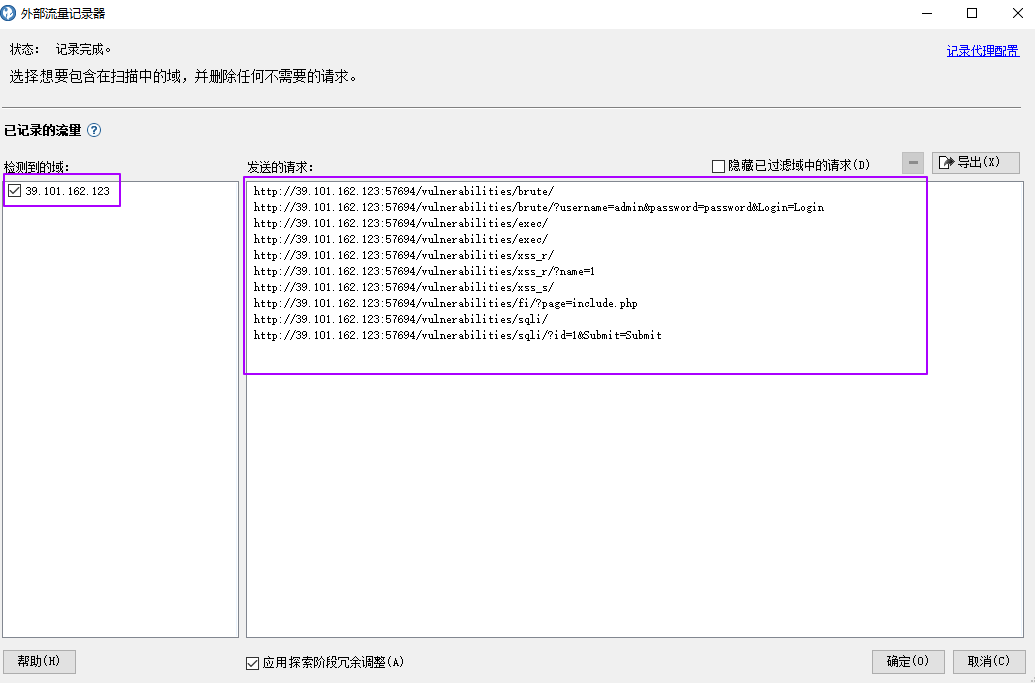 外部流量记录器
状态： 记录完成。
记录代理配置
选择想要包含在扫描中的域，并删除任何不需要的请求。
已记录的流量 ?
检测到的域：
发送的请求：
隐藏已过滤域中的请求(D)
导出(X)
39.101.162.123
http://39.101.162.123:57694/vulnerabilities/brute/
http://39.101.162.123:57694/vulnerabilities/brute/?username=admin&password=password&Login=Login
http://39.101.162.123:57694/vulnerabilities/exec/
http://39.101.162.123:57694/vulnerabilities/exec/
http://39.101.162.123:57694/vulnerabilities/xss_r/
http://39.101.162.123:57694/vulnerabilities/xss_r/?name=1
http://39.101.162.123:57694/vulnerabilities/xss_s/
http://39.101.162.123:57694/vulnerabilities/fi/?page=include.php
http://39.101.162.123:57694/vulnerabilities/sqli/
http://39.101.162.123:57694/vulnerabilities/sqli/?id=1&Submit=Submit
帮助(H)
应用探索阶段冗余调整(A)
确定(O)
取消(C)